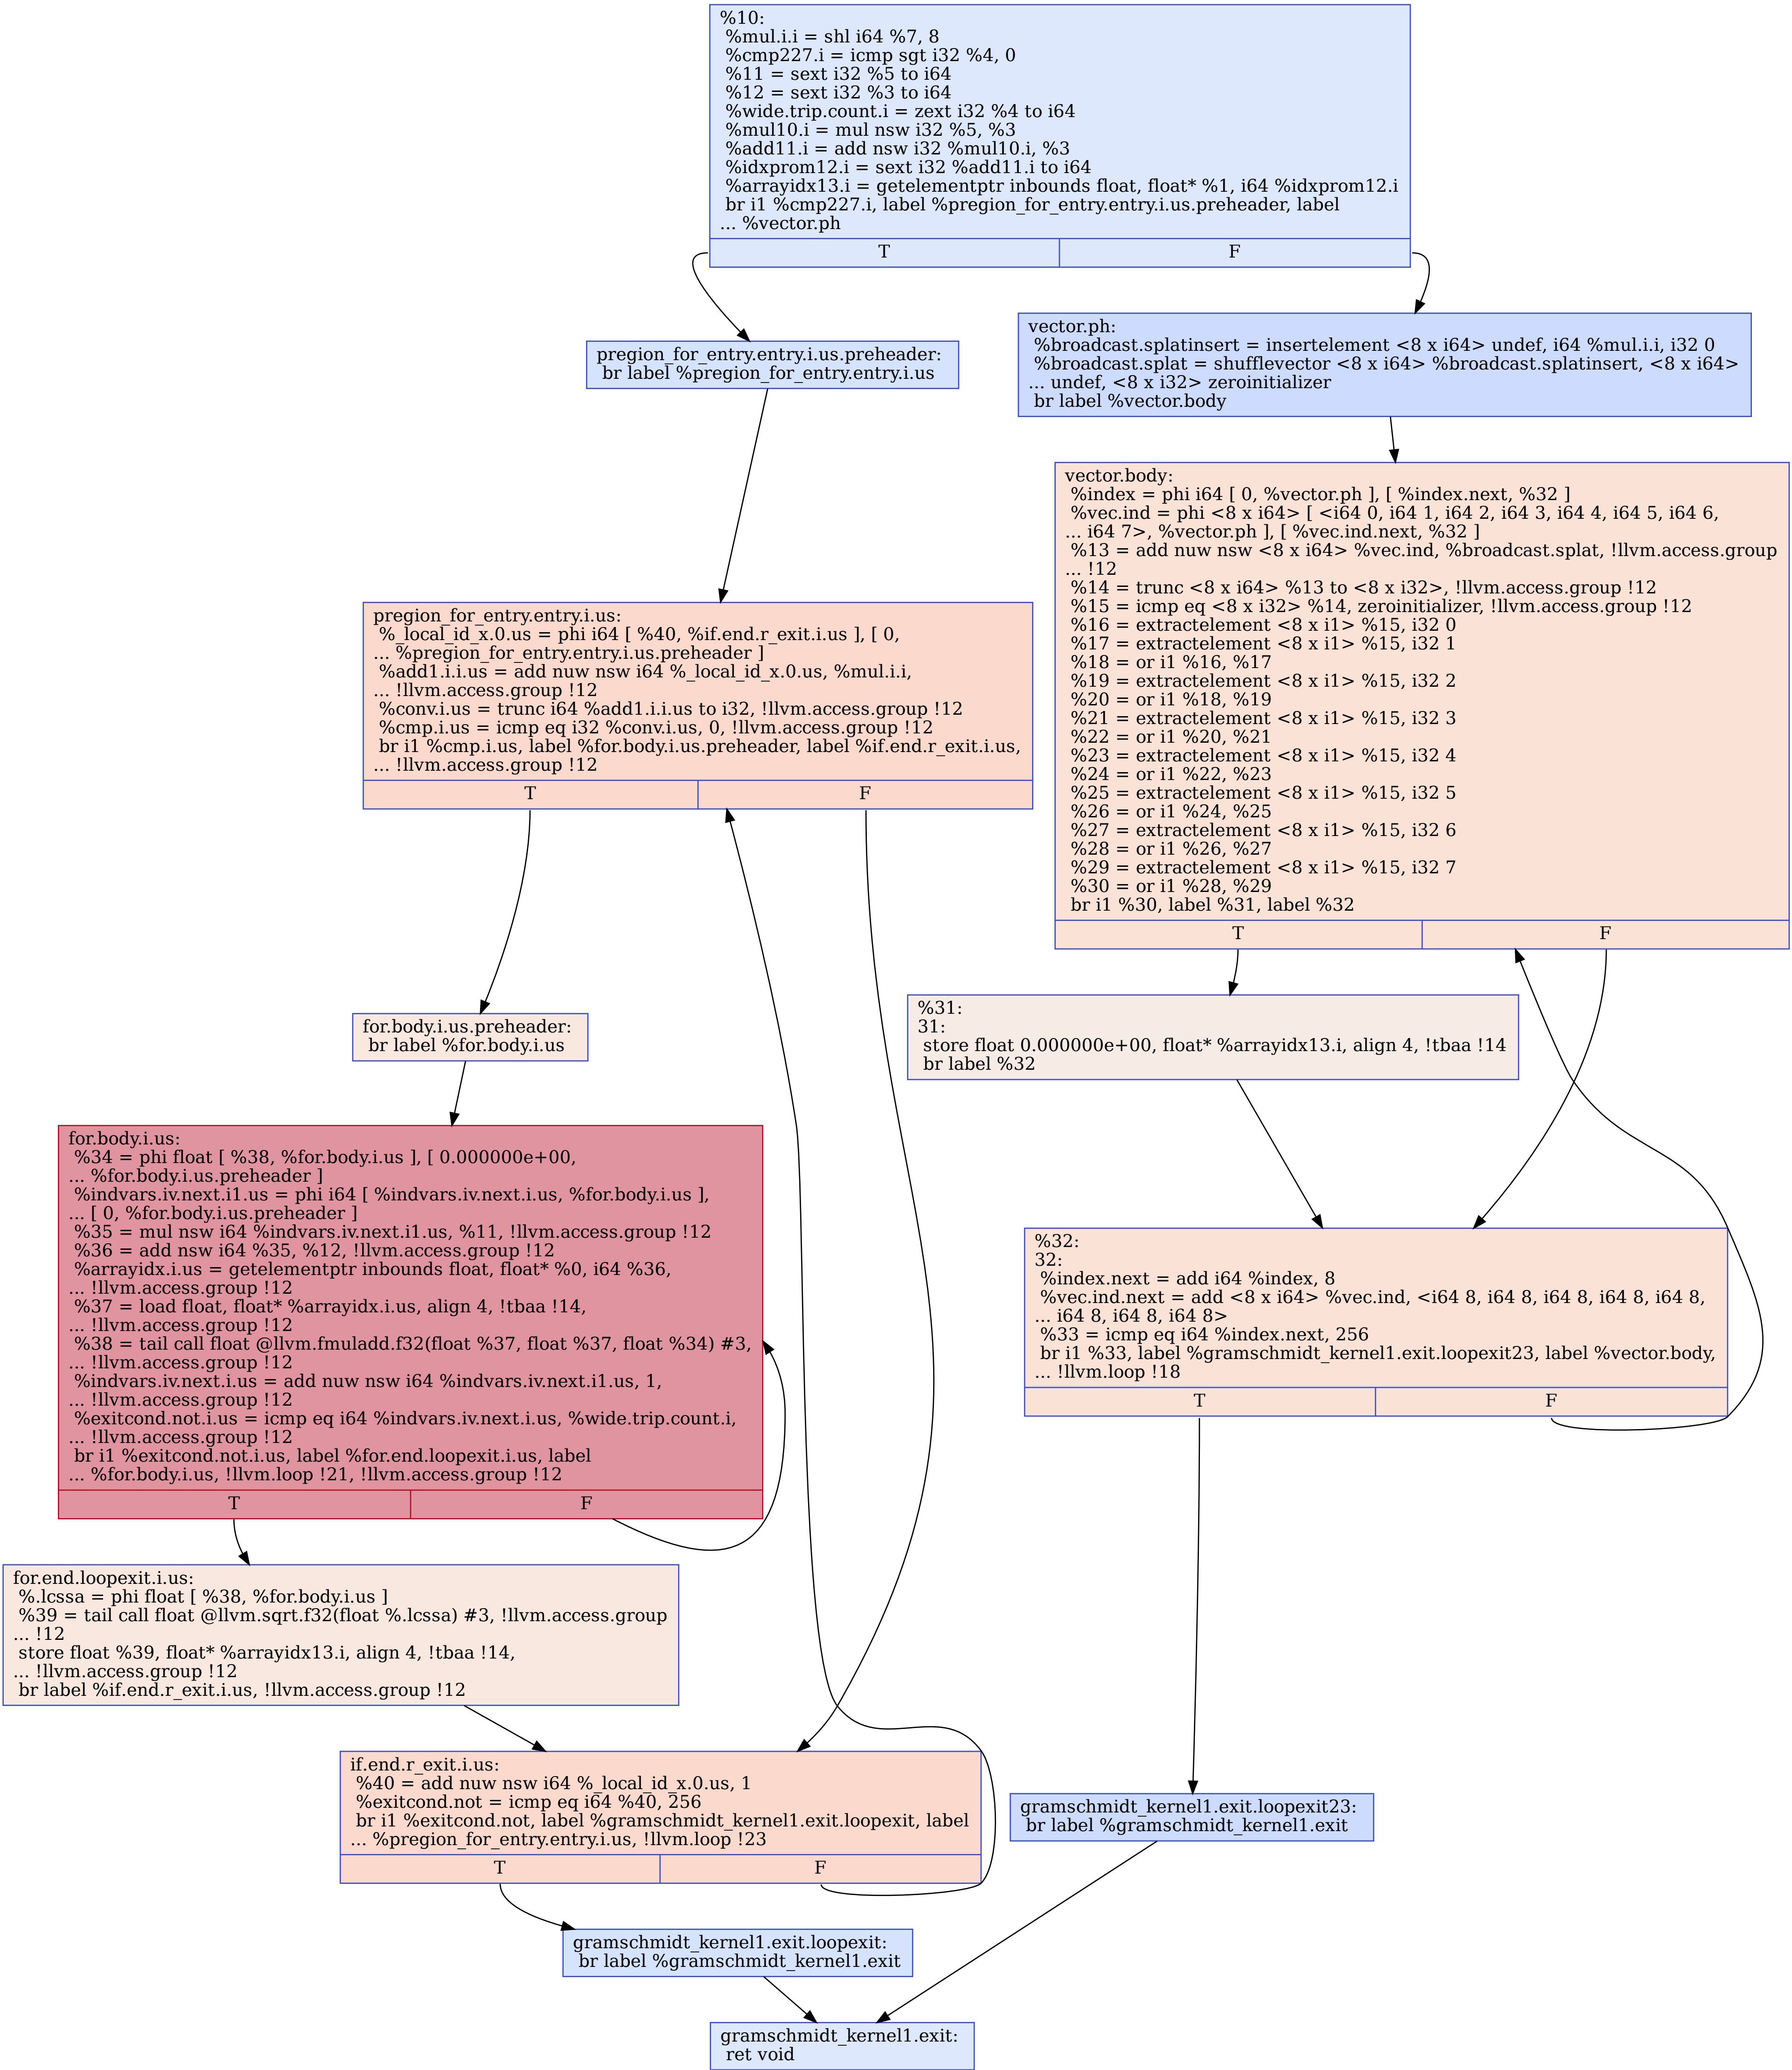 %10:
%mul.i.i = shl i64 %7, 8
%cmp227.i = icmp sgt i32 %4, 0
%11 = sext i32 %5 to i64
%12 = sext i32 %3 to i64
%wide.trip.count.i = zext i32 %4 to i64
%mul10.i = mul nsw i32 %5, %3
%add11.i = add nsw i32 %mul10.i, %3
%idxprom12.i = sext i32 %add11.i to i64
%arrayidx13.i = getelementptr inbounds float, float* %1, i64 %idxprom12.i
br i1 %cmp227.i, label %pregion_for_entry.entry.i.us.preheader, label
... %vector.ph
T
F
pregion_for_entry.entry.i.us.preheader:
br label %pregion_for_entry.entry.i.us
vector.ph:
%broadcast.splatinsert = insertelement <8 x i64> undef, i64 %mul.i.i, i32 0
%broadcast.splat = shufflevector <8 x i64> %broadcast.splatinsert, <8 x i64>
... undef, <8 x i32> zeroinitializer
br label %vector.body
vector.body:
%index = phi i64 [ 0, %vector.ph ], [ %index.next, %32 ]
%vec.ind = phi <8 x i64> [ <i64 0, i64 1, i64 2, i64 3, i64 4, i64 5, i64 6,
... i64 7>, %vector.ph ], [ %vec.ind.next, %32 ]
%13 = add nuw nsw <8 x i64> %vec.ind, %broadcast.splat, !llvm.access.group
... !12
%14 = trunc <8 x i64> %13 to <8 x i32>, !llvm.access.group !12
%15 = icmp eq <8 x i32> %14, zeroinitializer, !llvm.access.group !12
%16 = extractelement <8 x i1> %15, i32 0
%17 = extractelement <8 x i1> %15, i32 1
%18 = or i1 %16, %17
%19 = extractelement <8 x i1> %15, i32 2
%20 = or i1 %18, %19
%21 = extractelement <8 x i1> %15, i32 3
%22 = or i1 %20, %21
%23 = extractelement <8 x i1> %15, i32 4
%24 = or i1 %22, %23
%25 = extractelement <8 x i1> %15, i32 5
%26 = or i1 %24, %25
%27 = extractelement <8 x i1> %15, i32 6
%28 = or i1 %26, %27
%29 = extractelement <8 x i1> %15, i32 7
%30 = or i1 %28, %29
br i1 %30, label %31, label %32
T
F
pregion_for_entry.entry.i.us:
%_local_id_x.0.us = phi i64 [ %40, %if.end.r_exit.i.us ], [ 0,
... %pregion_for_entry.entry.i.us.preheader ]
%add1.i.i.us = add nuw nsw i64 %_local_id_x.0.us, %mul.i.i,
... !llvm.access.group !12
%conv.i.us = trunc i64 %add1.i.i.us to i32, !llvm.access.group !12
%cmp.i.us = icmp eq i32 %conv.i.us, 0, !llvm.access.group !12
br i1 %cmp.i.us, label %for.body.i.us.preheader, label %if.end.r_exit.i.us,
... !llvm.access.group !12
T
F
%31:
31:
store float 0.000000e+00, float* %arrayidx13.i, align 4, !tbaa !14
br label %32
for.body.i.us.preheader:
br label %for.body.i.us
for.body.i.us:
%34 = phi float [ %38, %for.body.i.us ], [ 0.000000e+00,
... %for.body.i.us.preheader ]
%indvars.iv.next.i1.us = phi i64 [ %indvars.iv.next.i.us, %for.body.i.us ],
... [ 0, %for.body.i.us.preheader ]
%35 = mul nsw i64 %indvars.iv.next.i1.us, %11, !llvm.access.group !12
%36 = add nsw i64 %35, %12, !llvm.access.group !12
%arrayidx.i.us = getelementptr inbounds float, float* %0, i64 %36,
... !llvm.access.group !12
%37 = load float, float* %arrayidx.i.us, align 4, !tbaa !14,
... !llvm.access.group !12
%38 = tail call float @llvm.fmuladd.f32(float %37, float %37, float %34) #3,
... !llvm.access.group !12
%indvars.iv.next.i.us = add nuw nsw i64 %indvars.iv.next.i1.us, 1,
... !llvm.access.group !12
%exitcond.not.i.us = icmp eq i64 %indvars.iv.next.i.us, %wide.trip.count.i,
... !llvm.access.group !12
br i1 %exitcond.not.i.us, label %for.end.loopexit.i.us, label
... %for.body.i.us, !llvm.loop !21, !llvm.access.group !12
T
F
%32:
32:
%index.next = add i64 %index, 8
%vec.ind.next = add <8 x i64> %vec.ind, <i64 8, i64 8, i64 8, i64 8, i64 8,
... i64 8, i64 8, i64 8>
%33 = icmp eq i64 %index.next, 256
br i1 %33, label %gramschmidt_kernel1.exit.loopexit23, label %vector.body,
... !llvm.loop !18
T
F
for.end.loopexit.i.us:
%.lcssa = phi float [ %38, %for.body.i.us ]
%39 = tail call float @llvm.sqrt.f32(float %.lcssa) #3, !llvm.access.group
... !12
store float %39, float* %arrayidx13.i, align 4, !tbaa !14,
... !llvm.access.group !12
br label %if.end.r_exit.i.us, !llvm.access.group !12
if.end.r_exit.i.us:
%40 = add nuw nsw i64 %_local_id_x.0.us, 1
%exitcond.not = icmp eq i64 %40, 256
br i1 %exitcond.not, label %gramschmidt_kernel1.exit.loopexit, label
... %pregion_for_entry.entry.i.us, !llvm.loop !23
T
F
gramschmidt_kernel1.exit.loopexit23:
br label %gramschmidt_kernel1.exit
gramschmidt_kernel1.exit.loopexit:
br label %gramschmidt_kernel1.exit
gramschmidt_kernel1.exit:
ret void